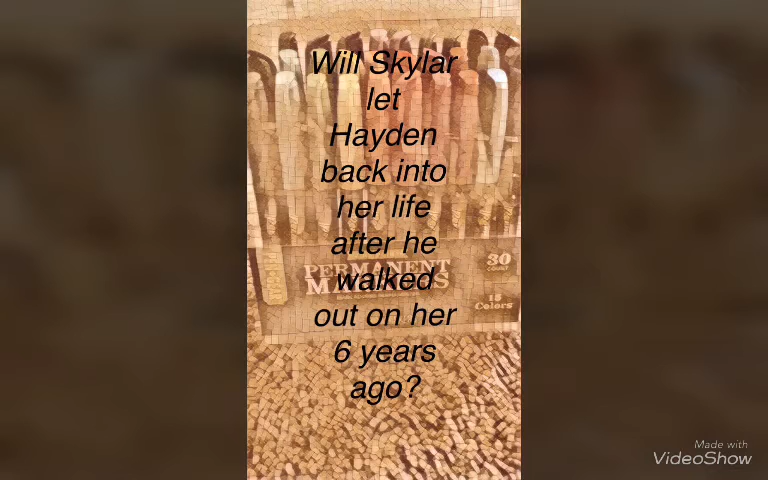 Will Skylar
let
Hayden
back into
her life
after he
walked
out on her
6 years
ago?
PERMANENT
MARKERS
30
COUNT
15
Colors
Made with
VideoShow